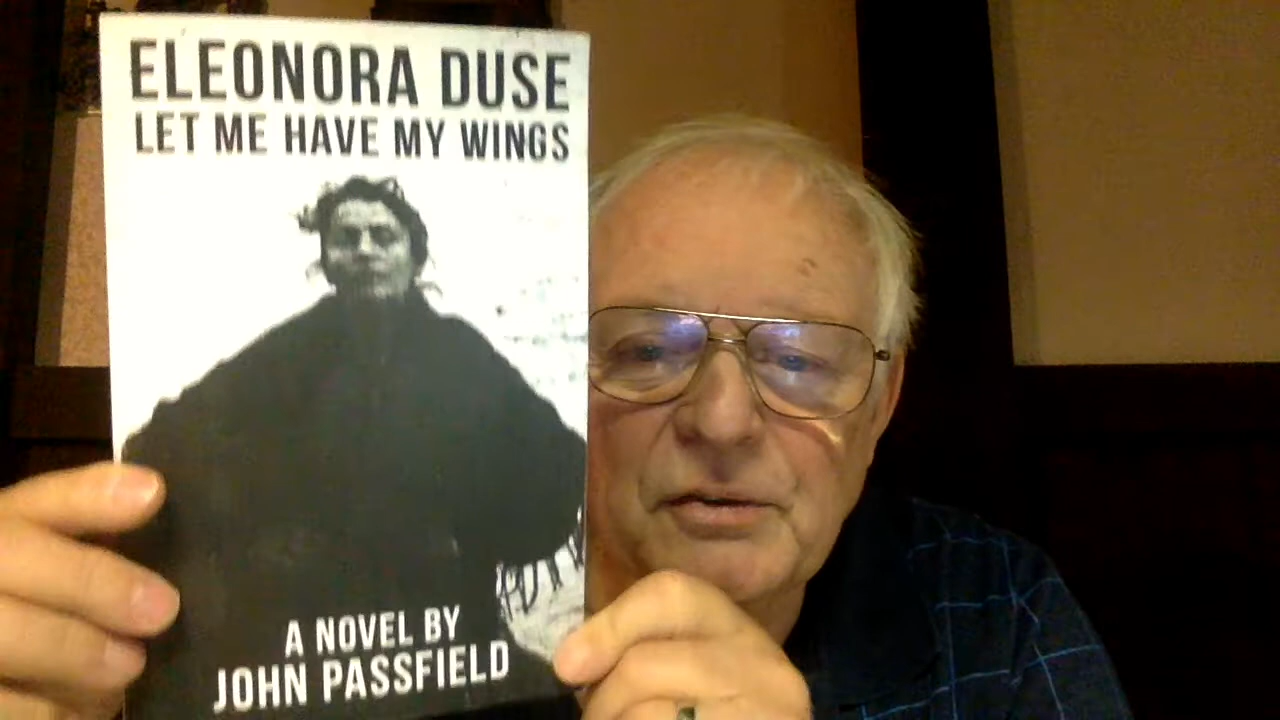 ELEONORA DUSE
LET ME HAVE MY WINGS
A NOVEL BY
JOHN PASSFIELD